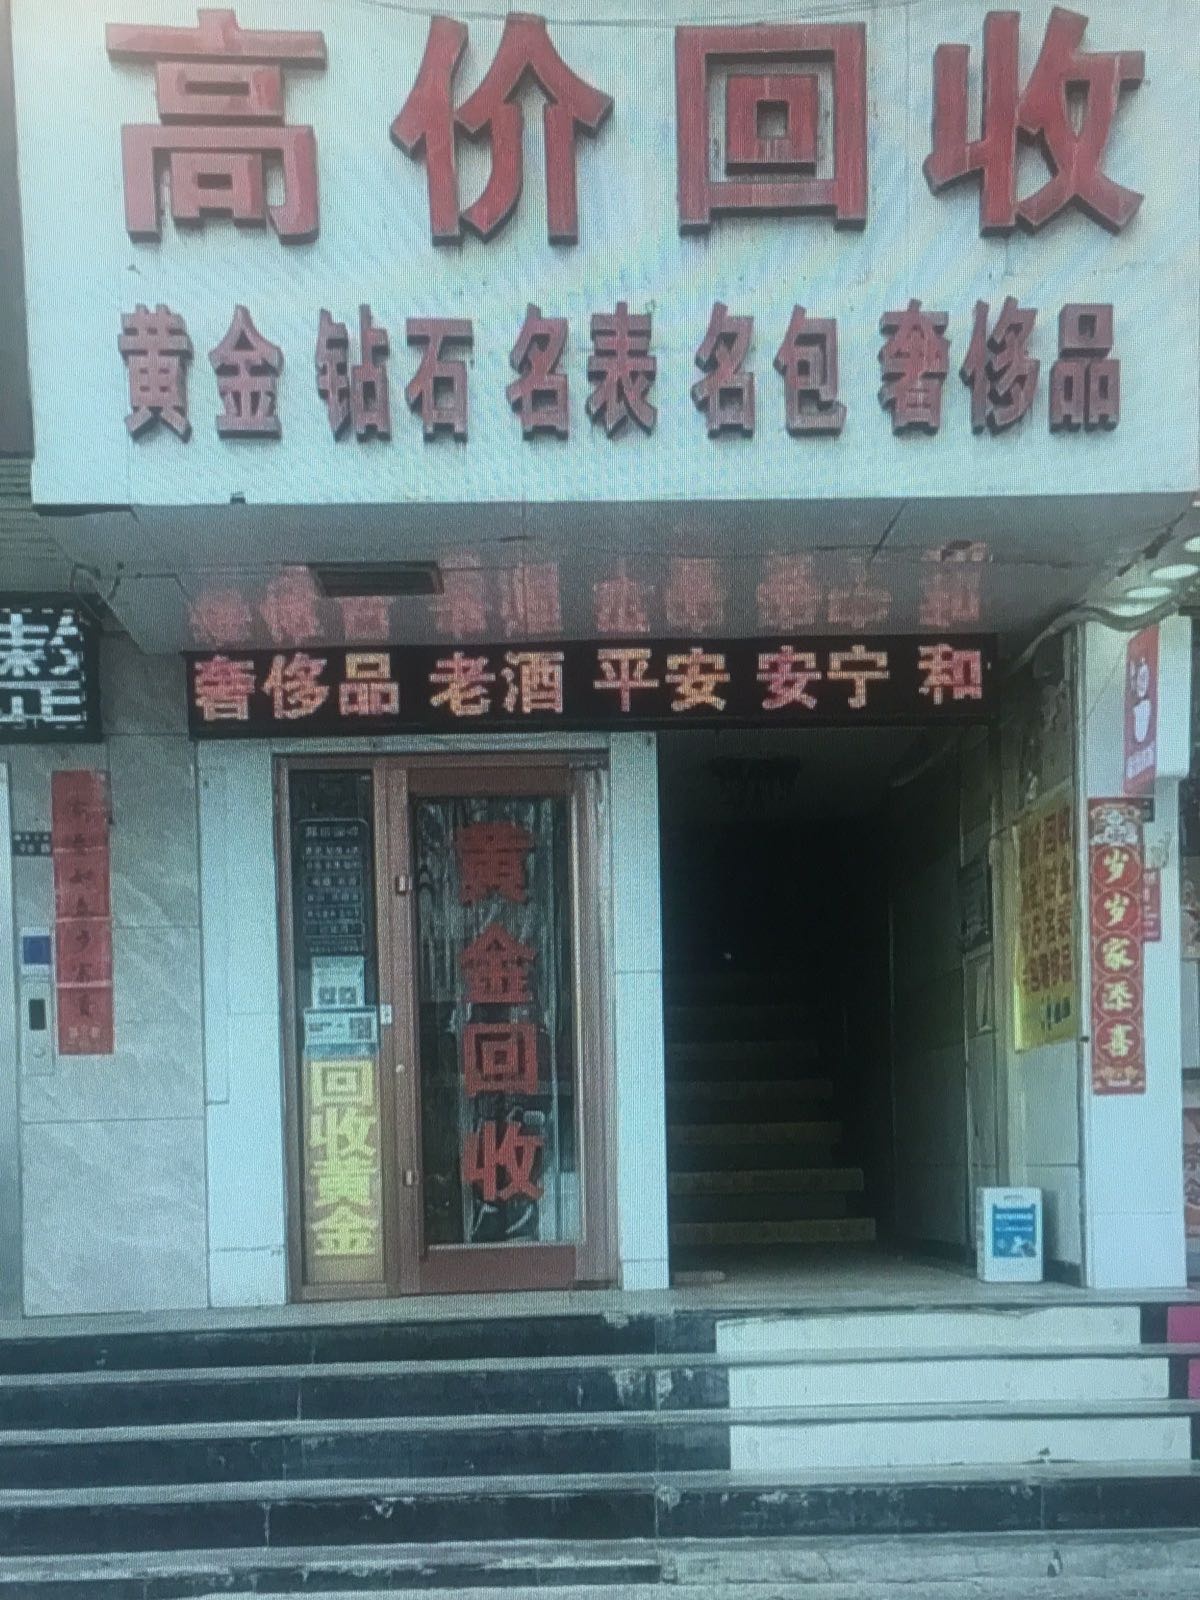 高价回收
黄金 钻石 名表 名包 奢侈品
奢侈品 老酒 平安 安宁 和
黄金回收
回收黄金
岁岁家添喜